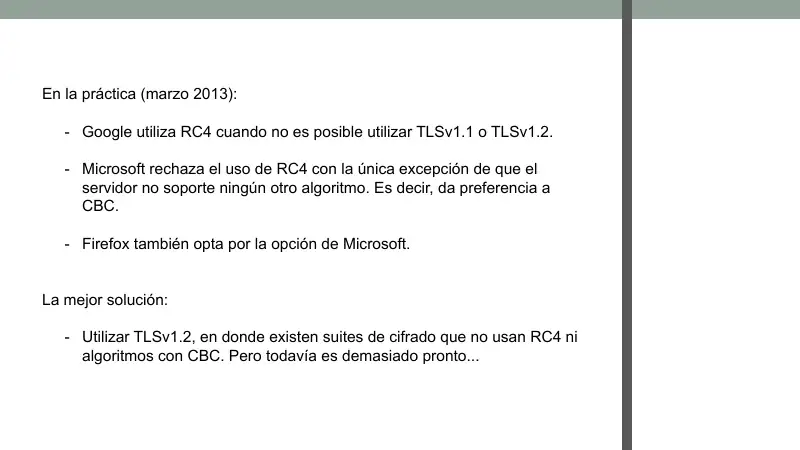 En la práctica (marzo 2013):
- Google utiliza RC4 cuando no es posible utilizar TLSv1.1 o TLSv1.2.
- Microsoft rechaza el uso de RC4 con la única excepción de que el
servidor no soporte ningún otro algoritmo. Es decir, da preferencia a
CBC.
- Firefox también opta por la opción de Microsoft.
La mejor solución:
- Utilizar TLSv1.2, en donde existen suites de cifrado que no usan RC4 ni
algoritmos con CBC. Pero todavía es demasiado pronto...